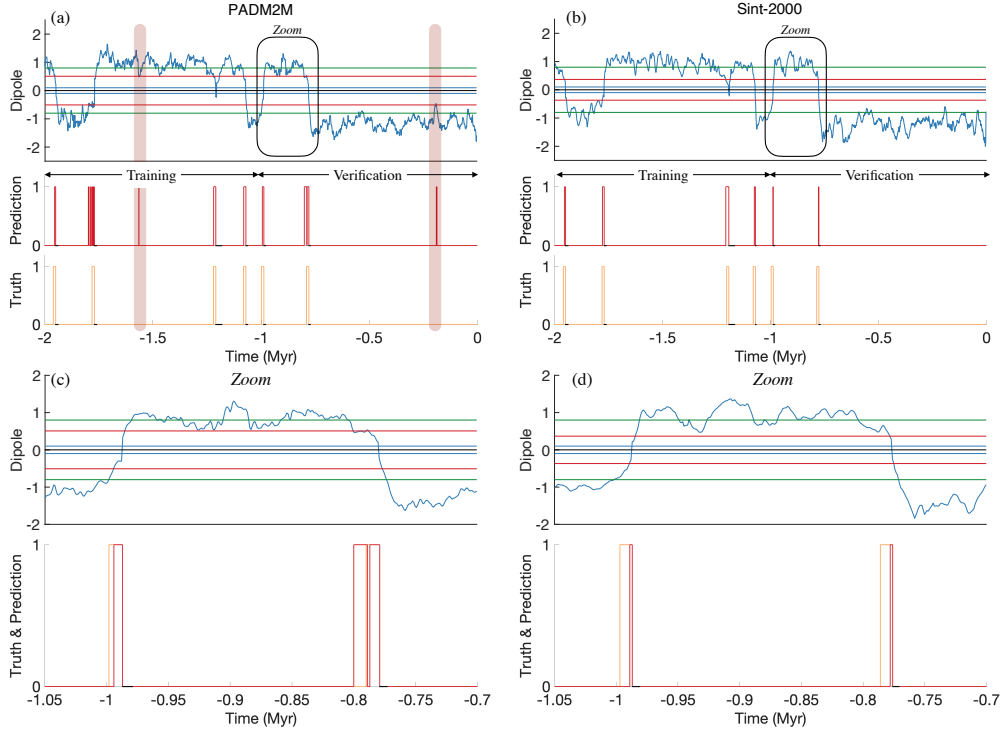 (a)
PADM2M
Zoom
2
1
0
-1
-2
Dipole
Training
Verification
1
0
Prediction
1
0
Truth
-2
-1.5
-1
-0.5
0
Time (Myr)
(b)
Sint-2000
Zoom
2
1
0
-1
-2
Dipole
Training
Verification
1
0
Prediction
1
0
Truth
-2
-1.5
-1
-0.5
0
Time (Myr)
(c)
Zoom
2
1
0
-1
-2
Dipole
1
0
Truth & Prediction
-1.05
-1
-0.95
-0.9
-0.85
-0.8
-0.75
-0.7
Time (Myr)
(d)
Zoom
2
1
0
-1
-2
Dipole
1
0
Truth & Prediction
-1.05
-1
-0.95
-0.9
-0.85
-0.8
-0.75
-0.7
Time (Myr)